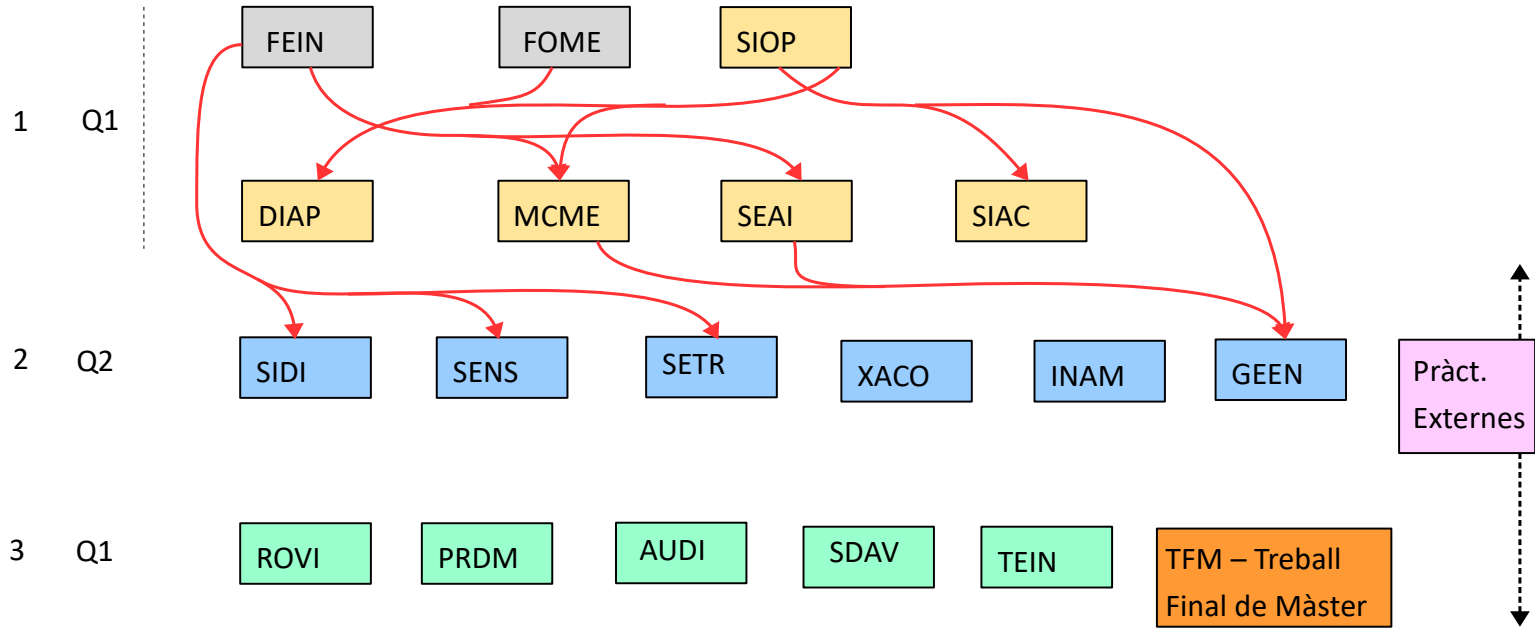 FEIN FOME SIOP
1 Q1
DIAP MCME SEAI SIAC
2 Q2 SIDI SENS SETR XACO INAM GEEN Pràct.
Externes
3 Q1 ROVI PRDM AUDI SDAV TEIN TFM – Treball
Final de Màster